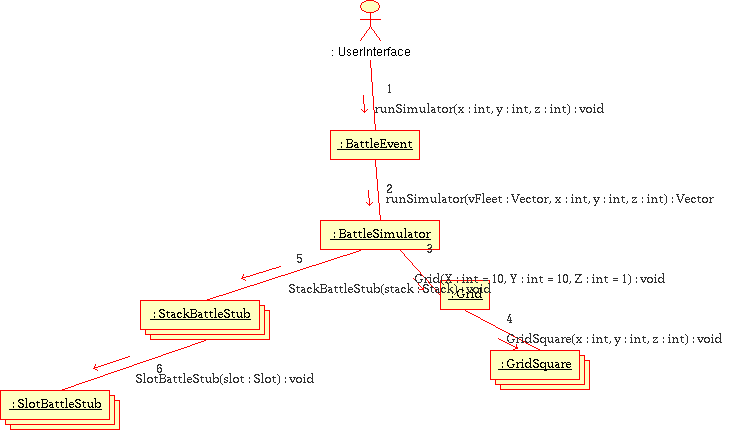 : UserInterface
1
runSimulator(x : int, y : int, z : int) : void
: BattleEvent
2
runSimulator(vFleet : Vector, x : int, y : int, z : int) : Vector
: BattleSimulator
3
5
Grid(X : int = 10, Y : int = 10, Z : int = 1) : void
StackBattleStub(stack : Stack) : void
: Grid
: StackBattleStub
4
GridSquare(x : int, y : int, z : int) : void
: GridSquare
6
SlotBattleStub(slot : Slot) : void
: SlotBattleStub